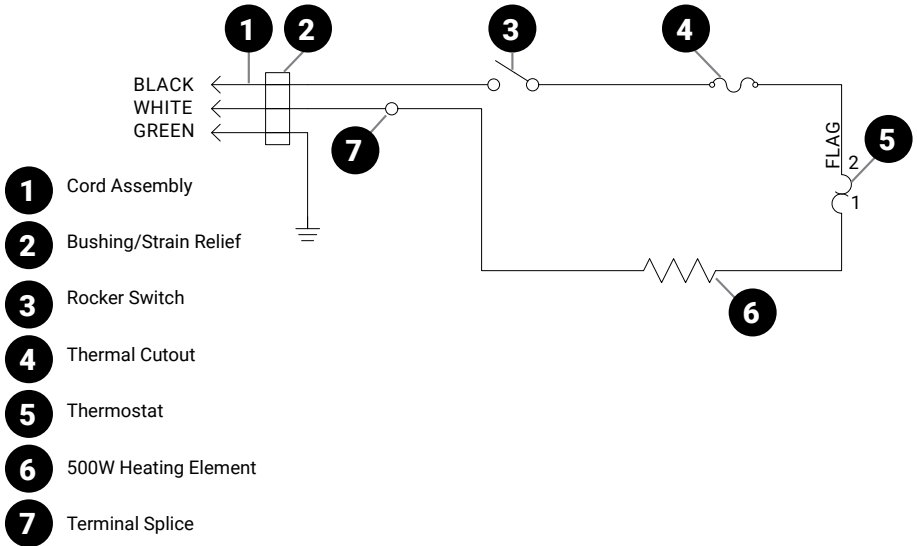 1
2
3
4
BLACK
WHITE
GREEN
7
FLAG
2
5
1
6
1 Cord Assembly
2 Bushing/Strain Relief
3 Rocker Switch
4 Thermal Cutout
5 Thermostat
6 500W Heating Element
7 Terminal Splice